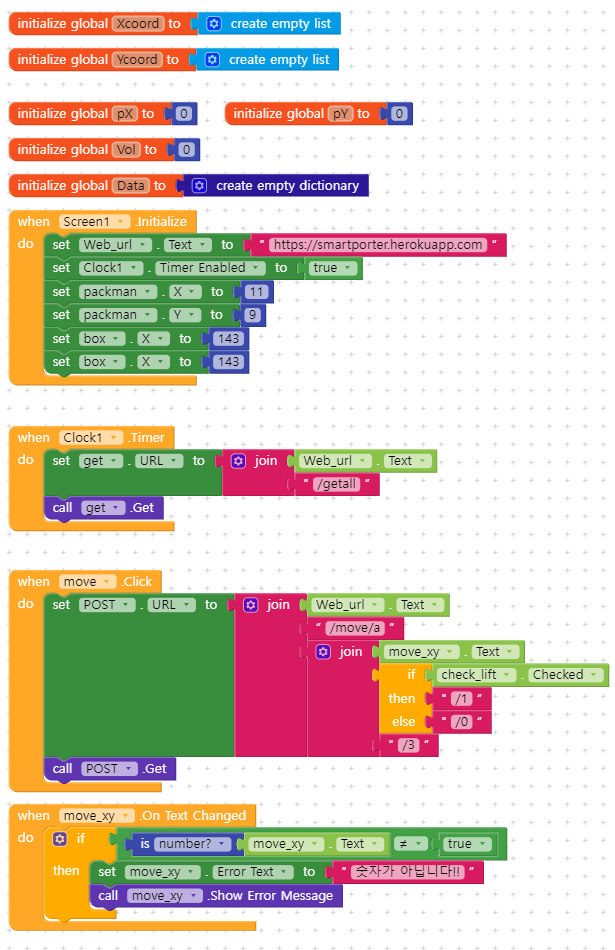 initialize global Xcoord to create empty list
initialize global Ycoord to create empty list
initialize global pX to 0 initialize global pY to 0
initialize global Vol to 0
initialize global Data to create empty dictionary
when Screen1 .Initialize
do set Web_url . Text to " https://smartporter.herokuapp.com "
set Clock1 . Timer Enabled to true
set packman . X to 11
set packman . Y to 9
set box . X to 143
set box . X to 143
when Clock1 .Timer
do set get . URL to join Web_url . Text
" /getall "
call get .Get
when move .Click
do set POST . URL to join Web_url . Text
" /move/a "
join move_xy . Text
if check_lift . Checked
then " /1 "
else " /0 "
" /3 "
call POST .Get
when move_xy .On Text Changed
do if is number? move_xy . Text ≠ true
then set move_xy . Error Text to " 숫자가 아닙니다!! "
call move_xy .Show Error Message